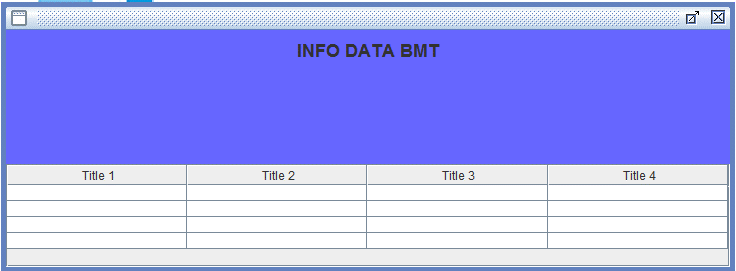 INFO DATA BMT
Title 1 Title 2 Title 3 Title 4